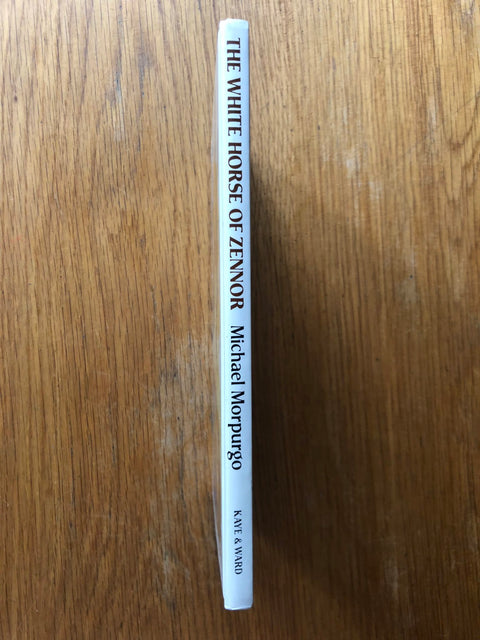 THE WHITE HORSE OF ZENNOR Michael Morpurgo KAYE & WARD